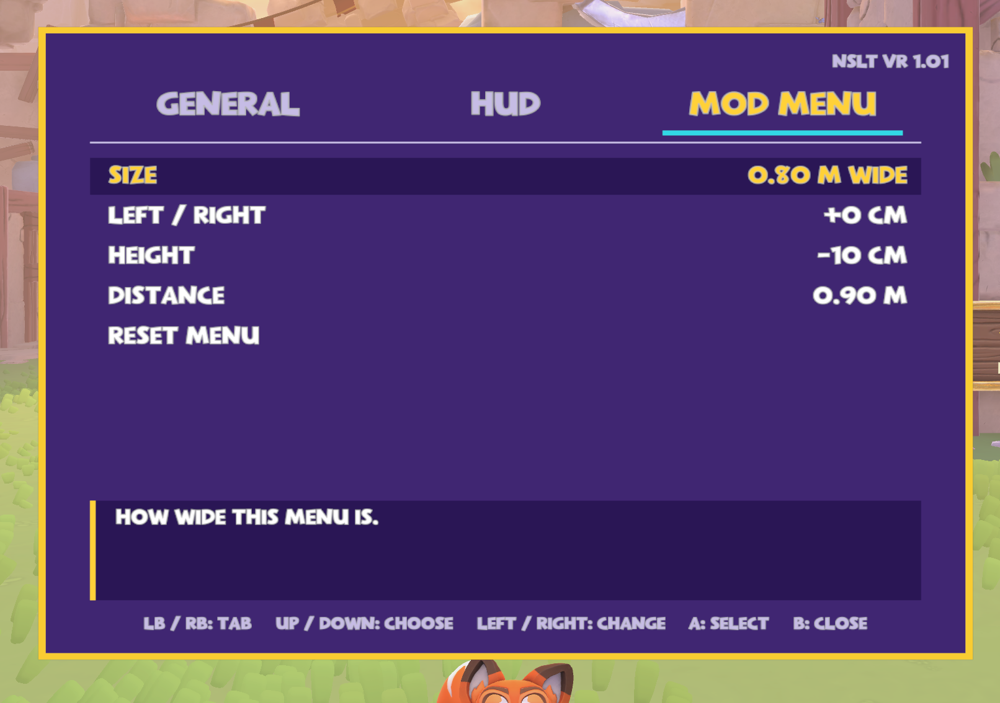 NSLT VR 1.01
GENERAL HUD MOD MENU
SIZE 0.80 M WIDE
LEFT / RIGHT +0 CM
HEIGHT -10 CM
DISTANCE 0.90 M
RESET MENU
HOW WIDE THIS MENU IS.
LB / RB: TAB UP / DOWN: CHOOSE LEFT / RIGHT: CHANGE A: SELECT B: CLOSE